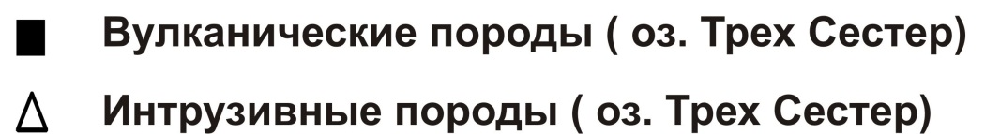 Вулканические породы ( оз. Трех Сестер)
Интрузивные породы ( оз. Трех Сестер)